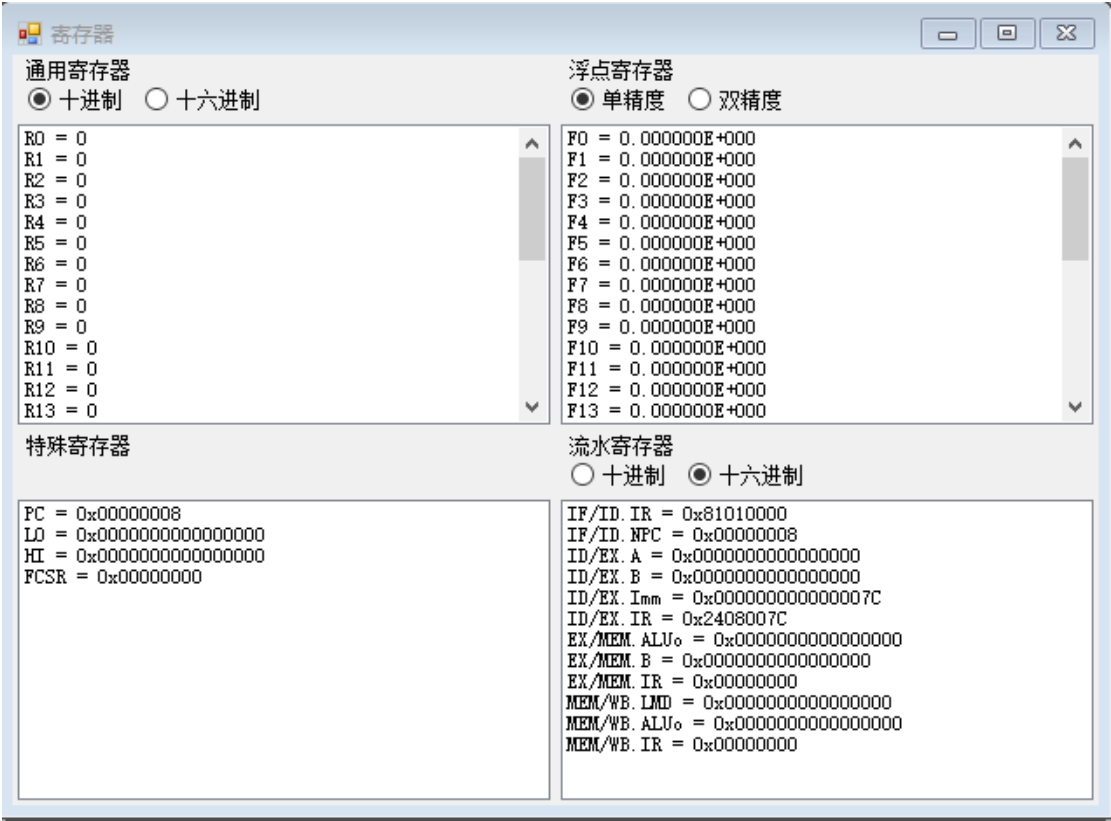 寄存器
通用寄存器
十进制 十六进制
R0 = 0
R1 = 0
R2 = 0
R3 = 0
R4 = 0
R5 = 0
R6 = 0
R7 = 0
R8 = 0
R9 = 0
R10 = 0
R11 = 0
R12 = 0
R13 = 0
浮点寄存器
单精度 双精度
F0 = 0.000000E+000
F1 = 0.000000E+000
F2 = 0.000000E+000
F3 = 0.000000E+000
F4 = 0.000000E+000
F5 = 0.000000E+000
F6 = 0.000000E+000
F7 = 0.000000E+000
F8 = 0.000000E+000
F9 = 0.000000E+000
F10 = 0.000000E+000
F11 = 0.000000E+000
F12 = 0.000000E+000
F13 = 0.000000E+000
特殊寄存器
PC = 0x00000008
LO = 0x0000000000000000
HI = 0x0000000000000000
FCSR = 0x00000000
流水寄存器
十进制 十六进制
IF/ID.IR = 0x81010000
IF/ID.NPC = 0x00000008
ID/EX.A = 0x0000000000000000
ID/EX.B = 0x0000000000000000
ID/EX.Imm = 0x000000000000007C
ID/EX.IR = 0x2408007C
EX/MEM.ALUo = 0x0000000000000000
EX/MEM.B = 0x0000000000000000
EX/MEM.IR = 0x00000000
MEM/WB.LMD = 0x0000000000000000
MEM/WB.ALUo = 0x0000000000000000
MEM/WB.IR = 0x00000000